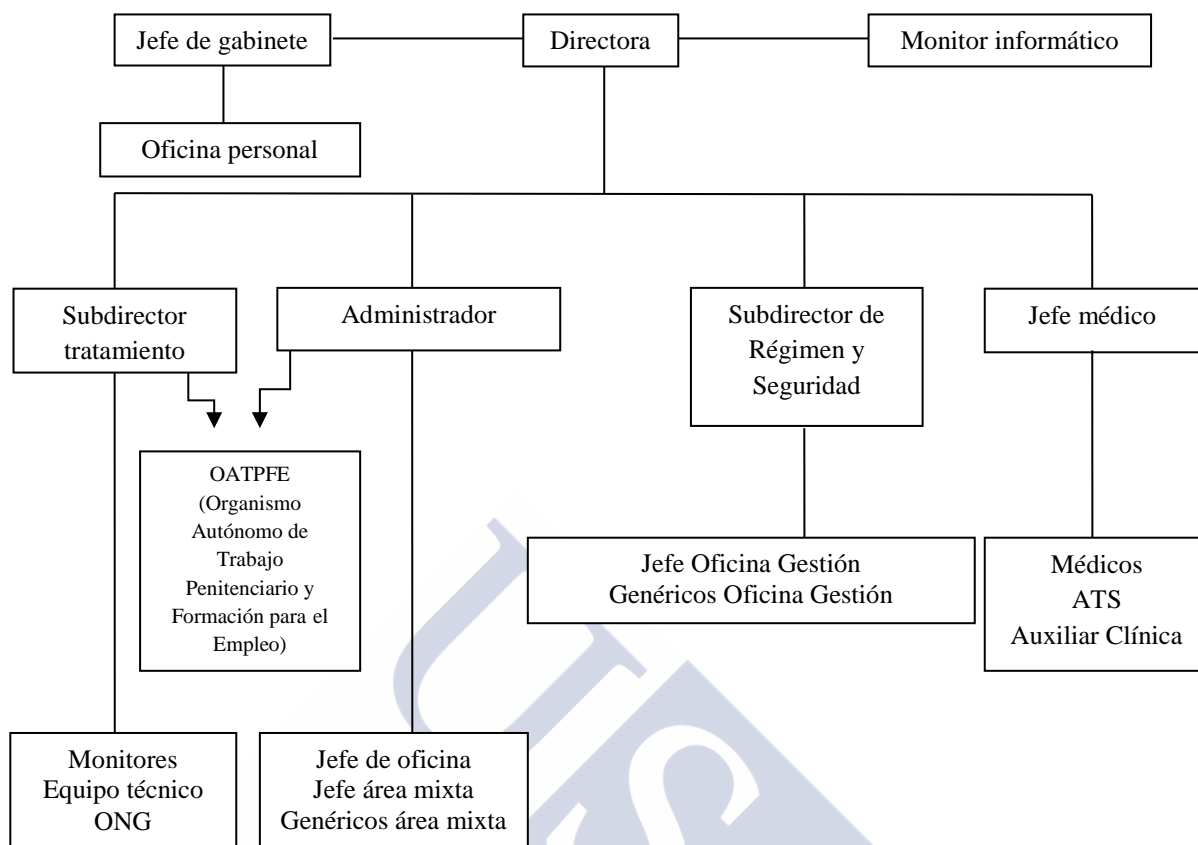 Jefe de gabinete
Directora
Monitor informático
Oficina personal
Subdirector
tratamiento
Administrador
Subdirector de
Régimen y
Seguridad
Jefe médico
OATPFE
(Organismo
Autónomo de
Trabajo
Penitenciario y
Formación para el
Empleo)
Jefe Oficina Gestión
Genéricos Oficina Gestión
Médicos
ATS
Auxiliar Clínica
Monitores
Equipo técnico
ONG
Jefe de oficina
Jefe área mixta
Genéricos área mixta